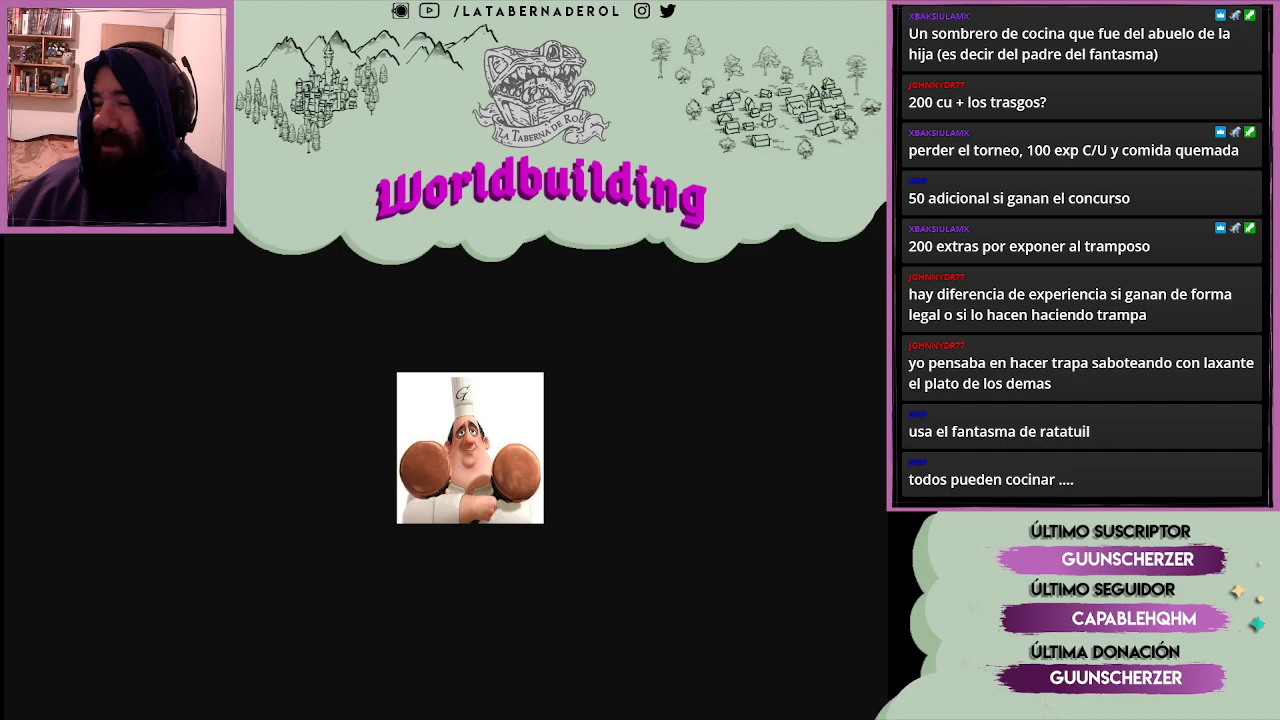 /LATABERNADEROL
LA TABERNA DE ROL
Worldbuilding
G
XBAKSIULAMX
Un sombrero de cocina que fue del abuelo de la
hija (es decir del padre del fantasma)
JOHNNYDR77
200 cu + los trasgos?
XBAKSIULAMX
perder el torneo, 100 exp C/U y comida quemada
50 adicional si ganan el concurso
XBAKSIULAMX
200 extras por exponer al tramposo
JOHNNYDR77
hay diferencia de experiencia si ganan de forma
legal o si lo hacen haciendo trampa
JOHNNYDR77
yo pensaba en hacer trapa saboteando con laxante
el plato de los demas
usa el fantasma de ratatuil
todos pueden cocinar ....
ÚLTIMO SUSCRIPTOR
GUUNSCHERZER
ÚLTIMO SEGUIDOR
CAPABLEHQHM
ÚLTIMA DONACIÓN
GUUNSCHERZER